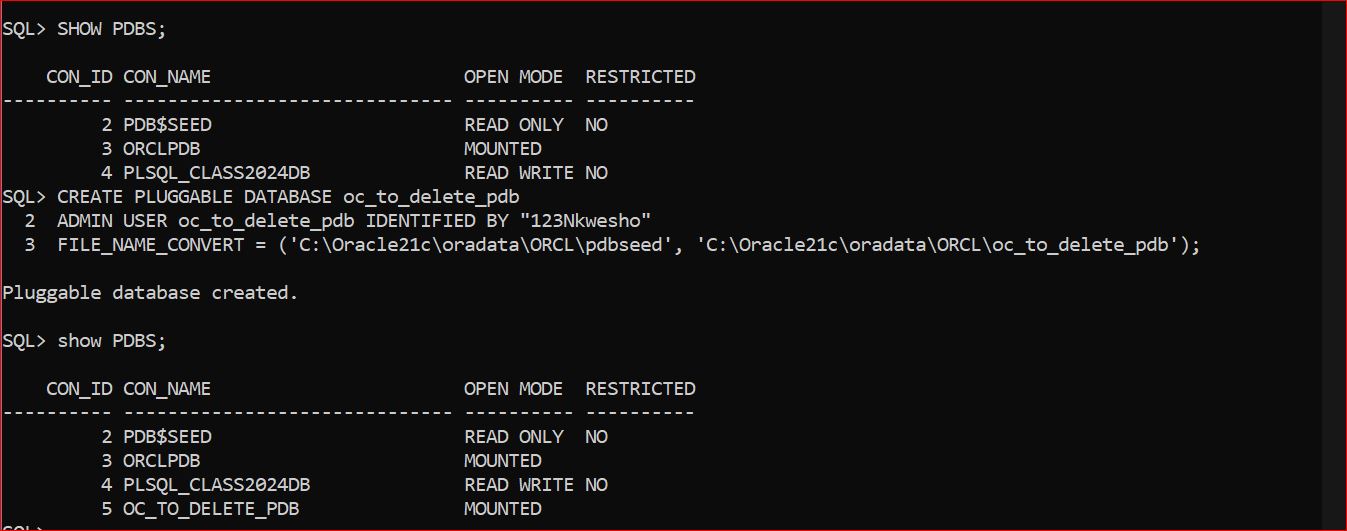 SQL> SHOW PDBS;
    CON_ID CON_NAME                       OPEN MODE  RESTRICTED
---------- ------------------------------ ---------- ----------
         2 PDB$SEED                       READ ONLY  NO
         3 ORCLPDB                        MOUNTED
         4 PLSQL_CLASS2024DB              READ WRITE NO
SQL> CREATE PLUGGABLE DATABASE oc_to_delete_pdb
  2  ADMIN USER oc_to_delete_pdb IDENTIFIED BY "123Nkwesho"
  3  FILE_NAME_CONVERT = ('C:\Oracle21c\oradata\ORCL\pdbseed', 'C:\Oracle21c\oradata\ORCL\oc_to_delete_pdb');
Pluggable database created.
SQL> show PDBS;
    CON_ID CON_NAME                       OPEN MODE  RESTRICTED
---------- ------------------------------ ---------- ----------
         2 PDB$SEED                       READ ONLY  NO
         3 ORCLPDB                        MOUNTED
         4 PLSQL_CLASS2024DB              READ WRITE NO
         5 OC_TO_DELETE_PDB               MOUNTED
SQL>